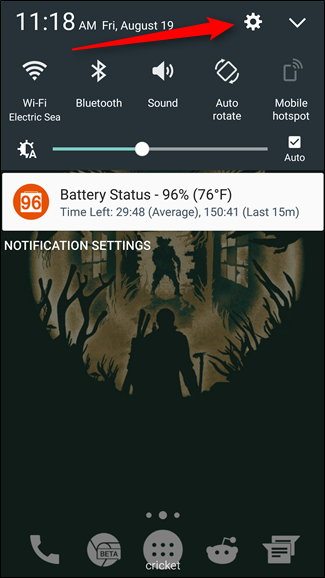 11:18 AM Fri, August 19
Wi-Fi
Electric Sea
Bluetooth
Sound
Auto
rotate
Mobile
hotspot
A
Auto
96
Battery Status - 96% (76°F)
Time Left: 29:48 (Average), 150:41 (Last 15m)
NOTIFICATION SETTINGS
BETA
cricket